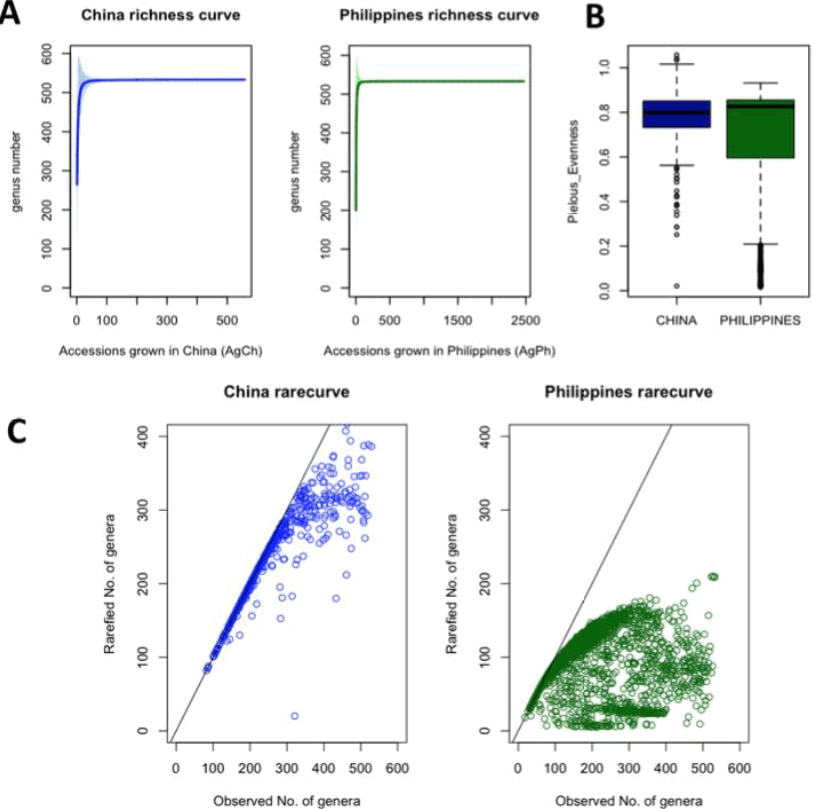 A
China richness curve
Philippines richness curve
B
genus number
600
500
400
300
200
100
0
0 100 300 500
Accessions grown in China (AgCh)
genus number
600
500
400
300
200
100
0
0 500 1500 2500
Accessions grown in Philippines (AgPh)
Pielous_Evenness
1.0
0.8
0.6
0.4
0.2
0.0
CHINA PHILIPPINES
C
China rarecurve
Philippines rarecurve
Rarefied No. of genera
400
300
200
100
0
0 100 200 300 400 500 600
Observed No. of genera
Rarefied No. of genera
400
300
200
100
0
0 100 200 300 400 500 600
Observed No. of genera